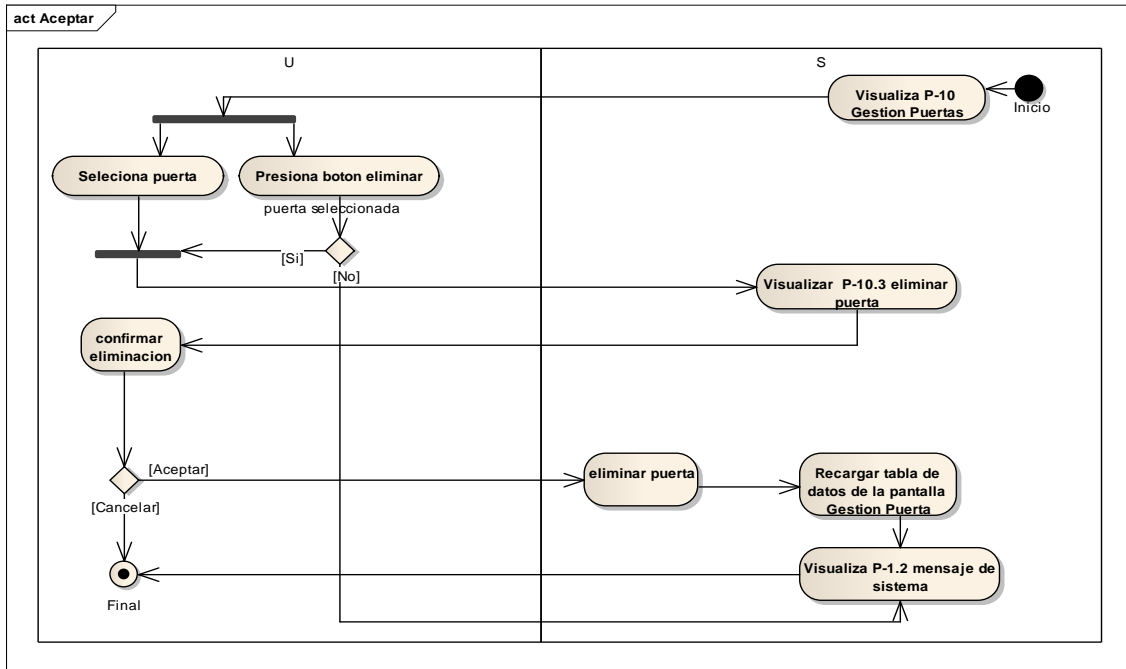 act Aceptar
U
S
Visualiza P-10
Gestion Puertas
Inicio
Seleciona puerta
Presiona boton eliminar
puerta seleccionada
[Si]
[No]
Visualizar P-10.3 eliminar
puerta
confirmar
eliminacion
[Aceptar]
[Cancelar]
eliminar puerta
Recargar tabla de
datos de la pantalla
Gestion Puerta
Visualiza P-1.2 mensaje de
sistema
Final